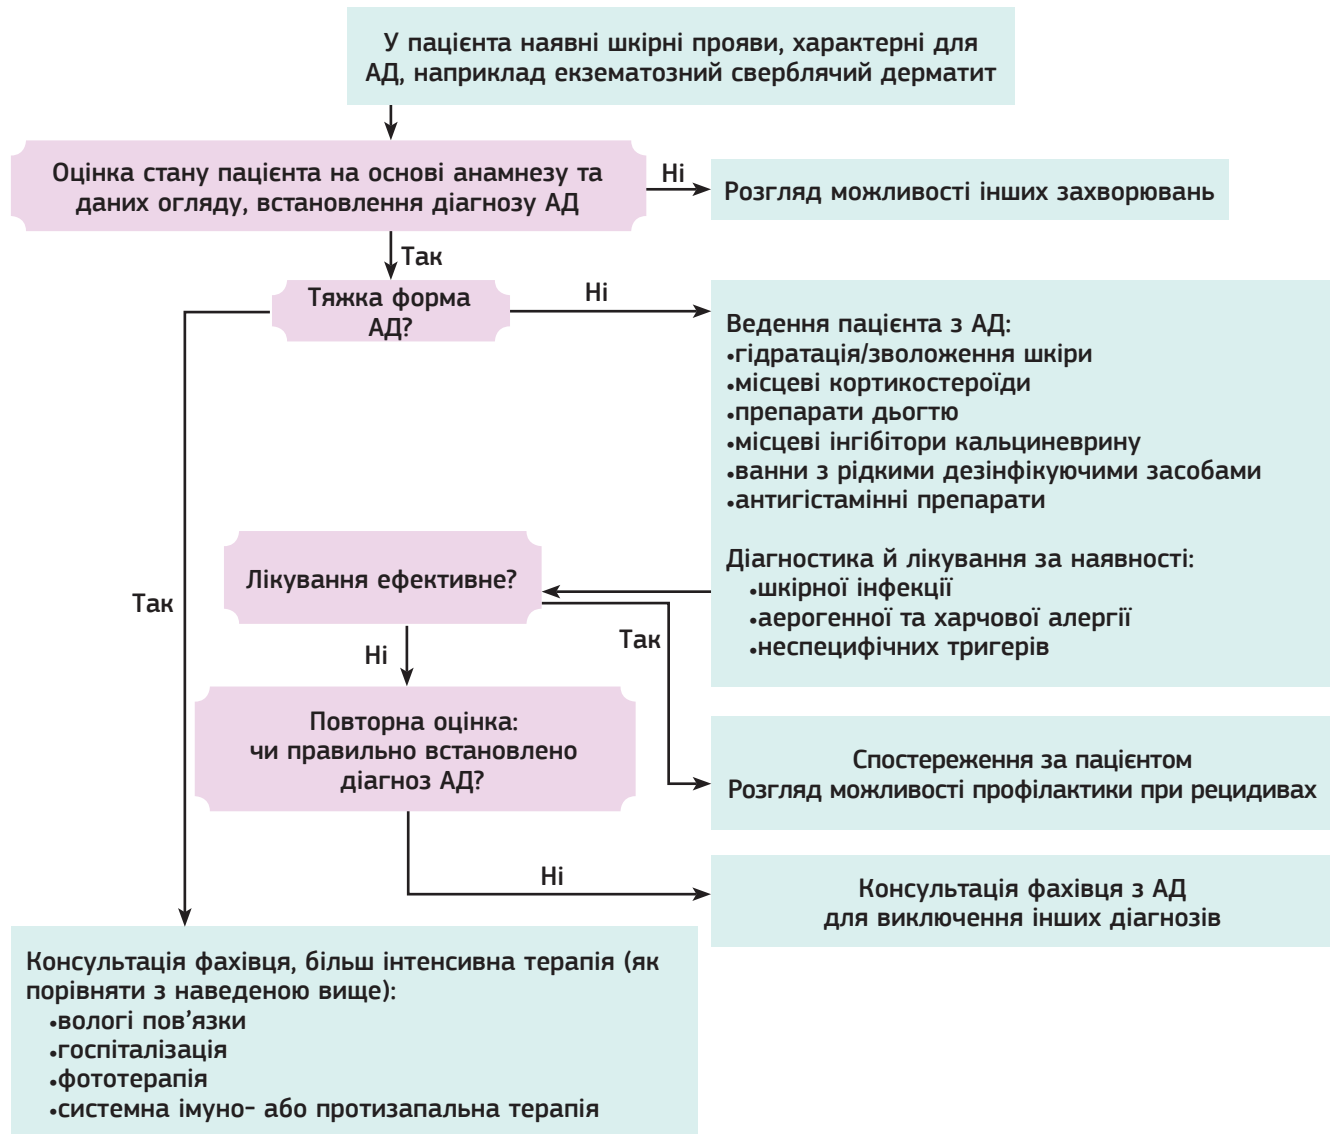 У пацієнта наявні шкірні прояви, характерні для
АД, наприклад екзематозний сверблячий дерматит
Оцінка стану пацієнта на основі анамнезу та
даних огляду, встановлення діагнозу АД
Ні
Розгляд можливості інших захворювань
Так
Тяжка форма
АД?
Ні
Ведення пацієнта з АД:
•гідратація/зволоження шкіри
•місцеві кортикостероїди
•препарати дьогтю
•місцеві інгібітори кальциневрину
•ванни з рідкими дезінфікуючими засобами
•антигістамінні препарати
Діагностика й лікування за наявності:
•шкірної інфекції
•аерогенної та харчової алергії
•неспецифічних тригерів
Лікування ефективне?
Так
Так
Ні
Повторна оцінка:
чи правильно встановлено
діагноз АД?
Спостереження за пацієнтом
Розгляд можливості профілактики при рецидивах
Ні
Консультація фахівця з АД
для виключення інших діагнозів
Консультація фахівця, більш інтенсивна терапія (як
порівняти з наведеною вище):
•вологі пов’язки
•госпіталізація
•фототерапія
•системна імуно- або протизапальна терапія